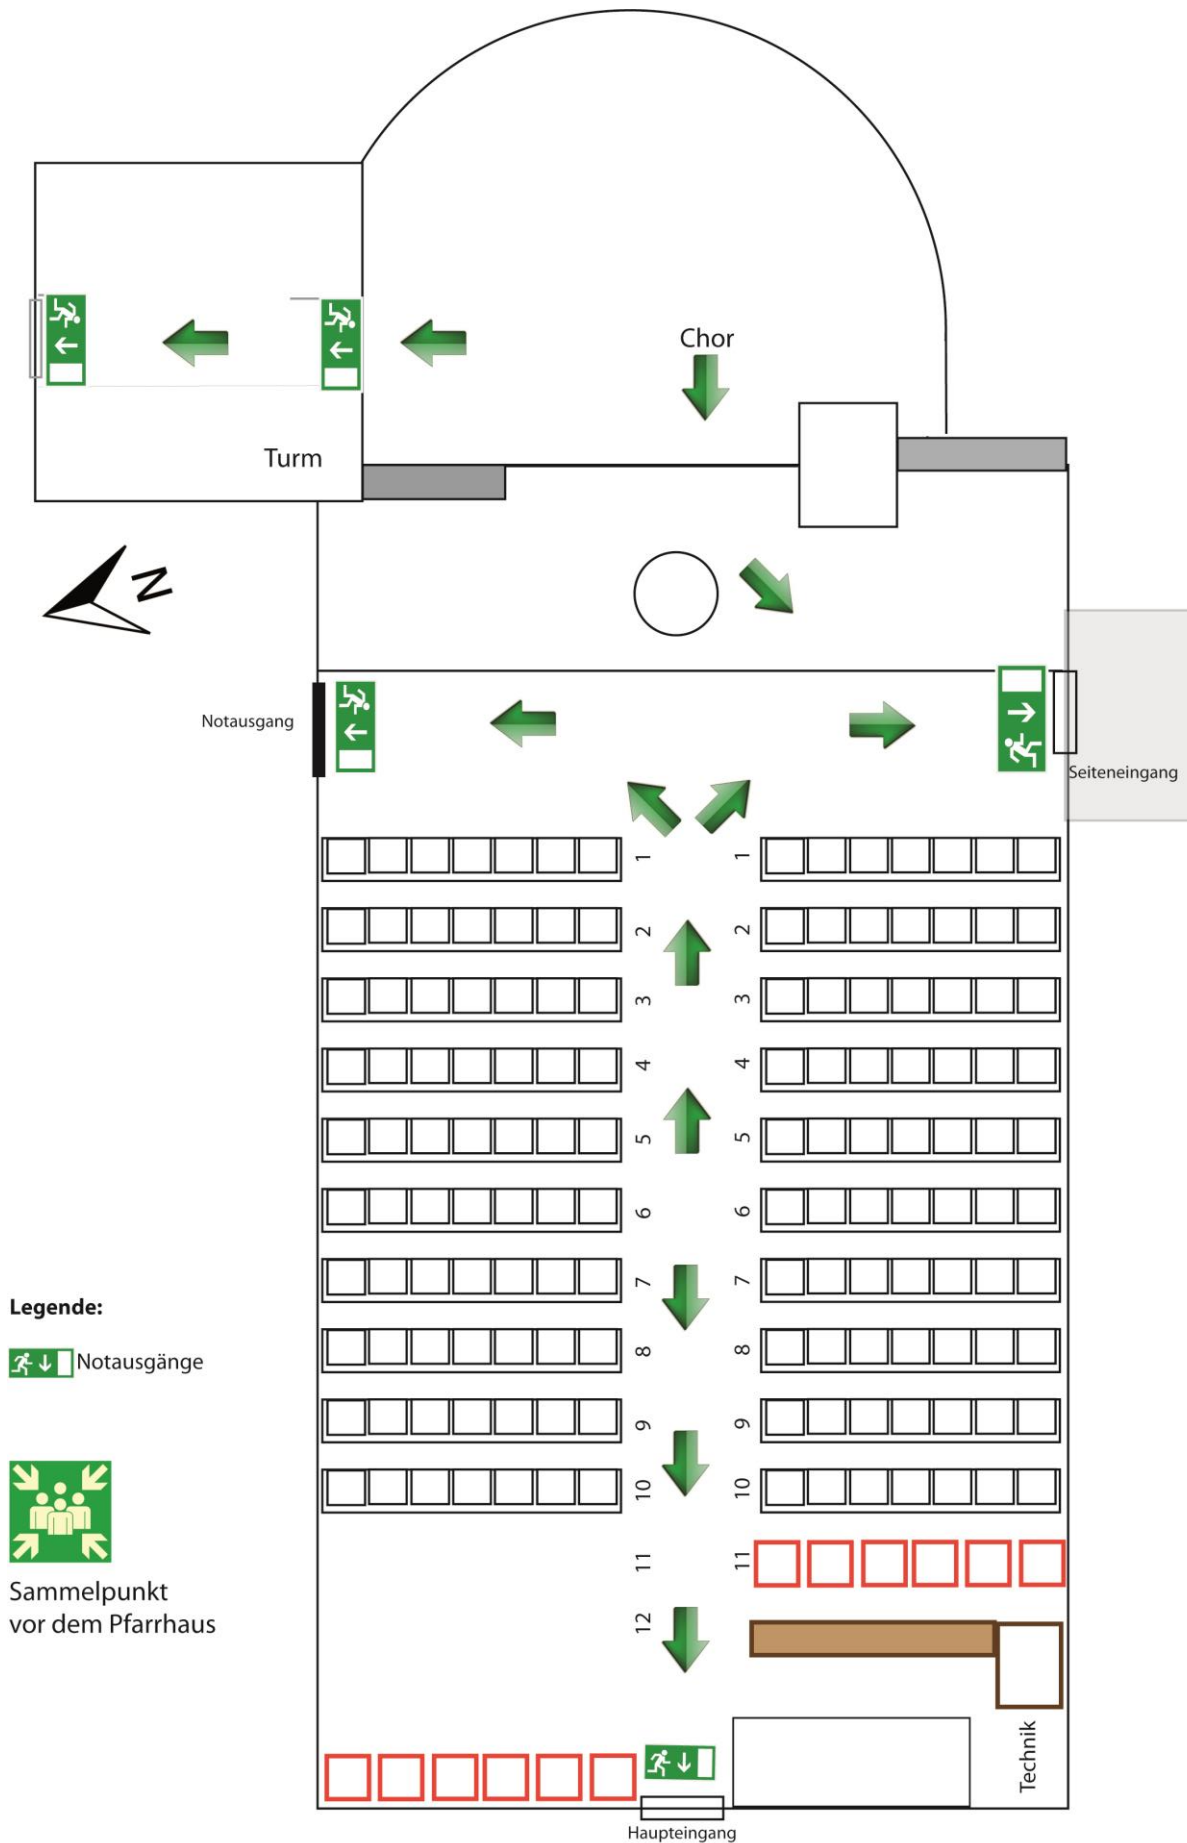 Chor
Turm
N
Notausgang
Seiteneingang
1 1
2 2
3 3
4 4
5 5
6 6
7 7
8 8
9 9
10 10
11 11
12
Legende:
Notausgänge
Sammelpunkt
vor dem Pfarrhaus
Technik
Haupteingang